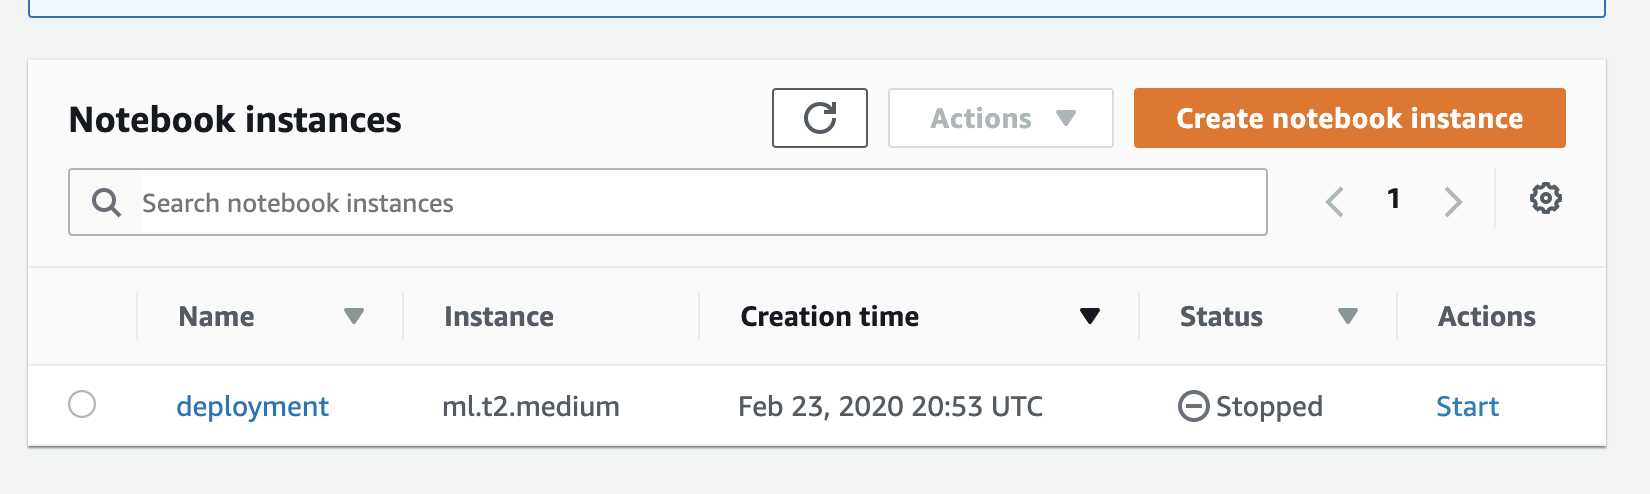 Notebook instances
Actions
Create notebook instance
Search notebook instances
1
Name Instance Creation time Status Actions
deployment ml.t2.medium Feb 23, 2020 20:53 UTC Stopped Start